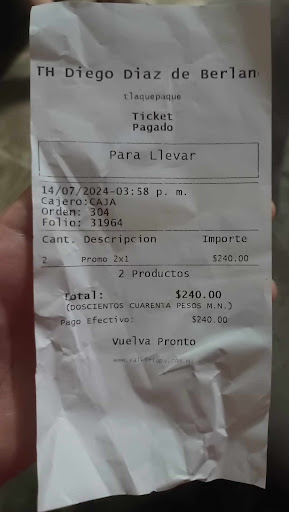 TH Diego Diaz de Berlan
tlaquepaque
Ticket
Pagado
Para Llevar
14/07/2024-03:58 p. m.
Cajero:CAJA
Orden: 304
Folio: 31964
Cant. Descripcion Importe
2 Promo 2x1 $240.00
2 Productos
Total: $240.00
(DOSCIENTOS CUARENTA PESOS M.N.)
Pago Efectivo: $240.00
Vuelva Pronto